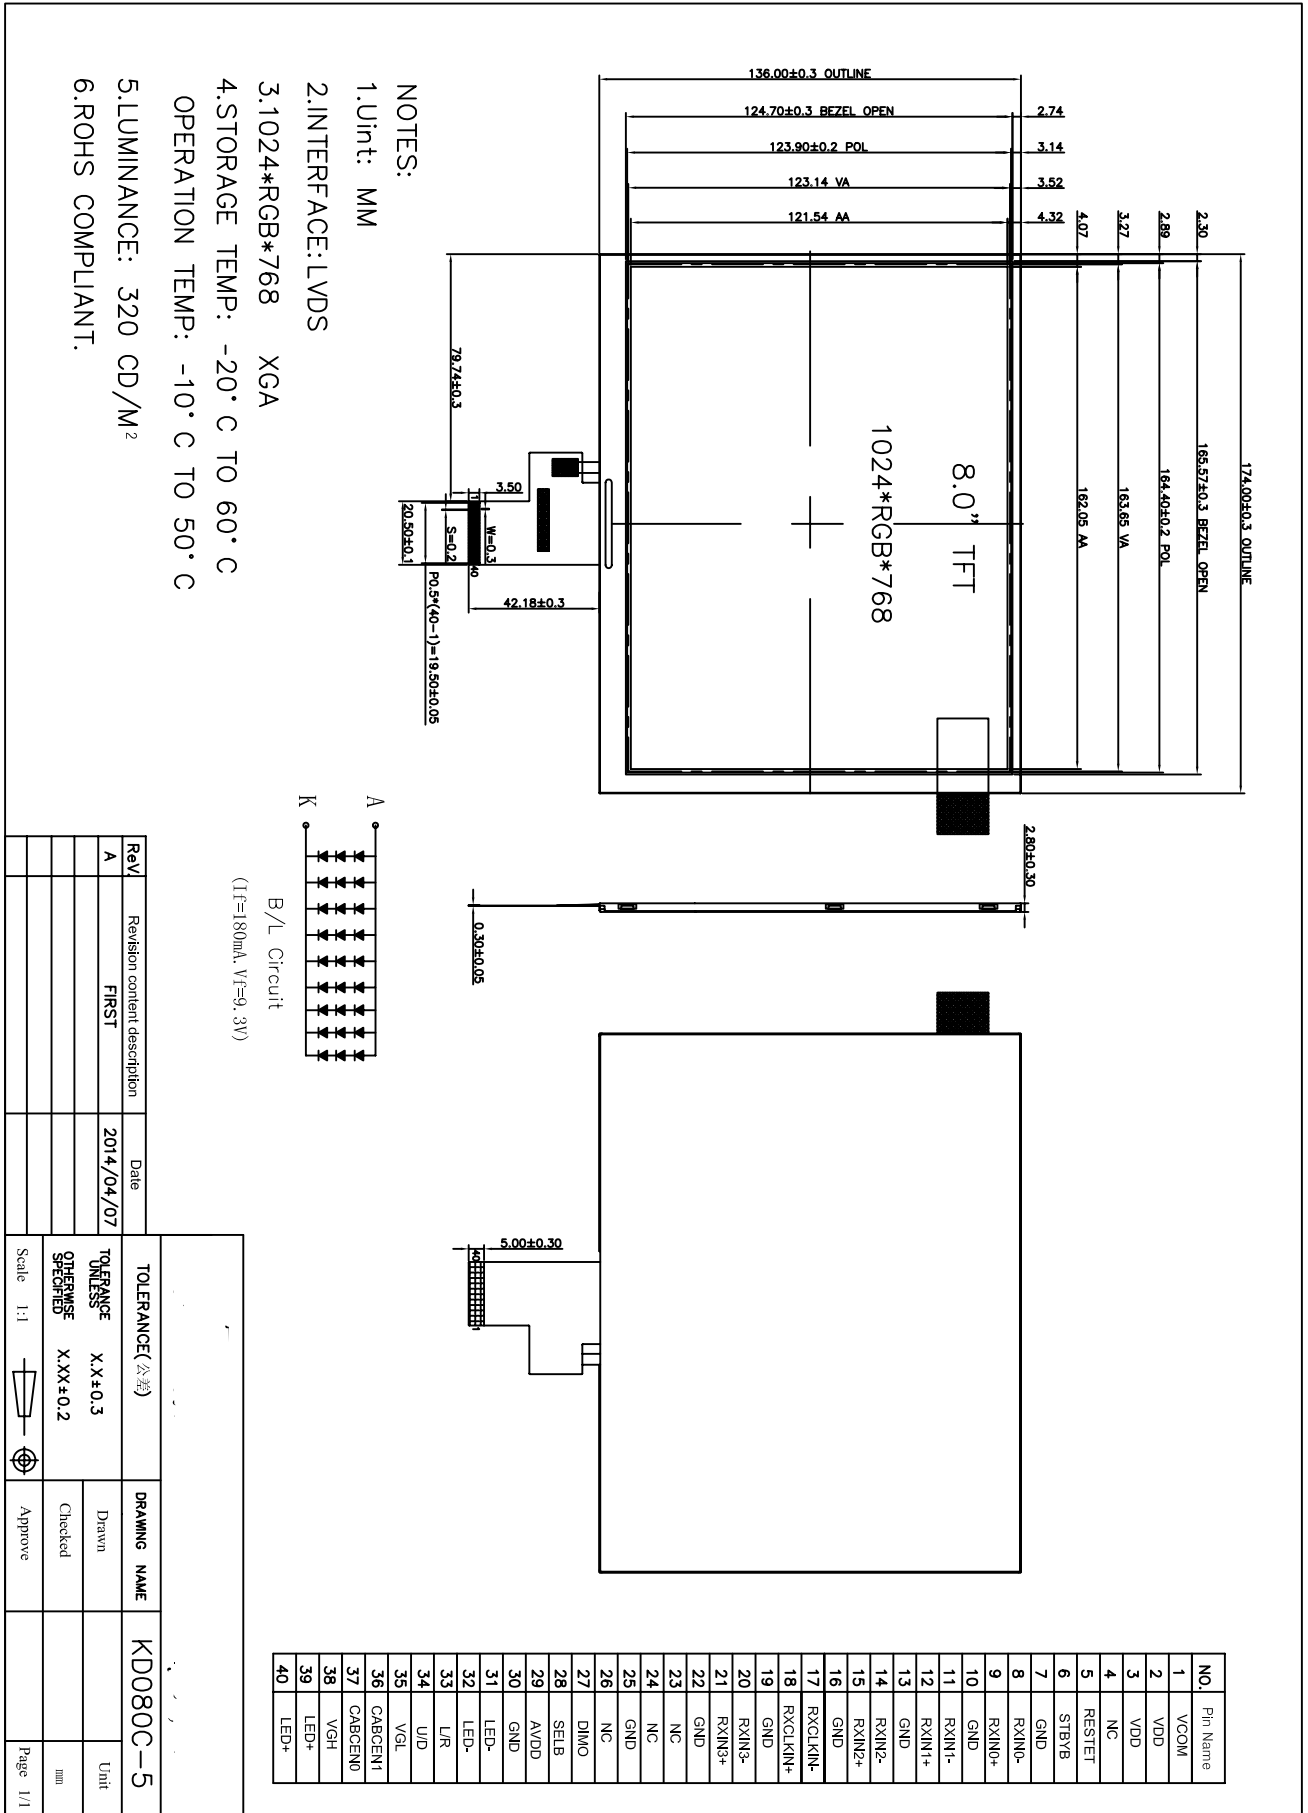 174.00±0.3 OUTLINE
165.57±0.3 BEZEL OPEN
164.40±0.2 POL
163.65 VA
162.05 AA
2.30
2.89
3.27
4.07
136.00±0.3 OUTLINE
124.70±0.3 BEZEL OPEN
123.90±0.2 POL
123.14 VA
121.54 AA
2.74
3.14
3.52
4.32
8.0" TFT
1024*RGB*768
79.74±0.3
3.50
W=0.3
S=0.2
1
40
20.50±0.1
P0.5*(40-1)=19.50±0.05
42.18±0.3
2.80±0.30
0.30±0.05
5.00±0.30
40
1
NOTES:
1.Uint: MM
2.INTERFACE:LVDS
3.1024*RGB*768 XGA
4.STORAGE TEMP: -20°C TO 60°C
OPERATION TEMP: -10°C TO 50°C
5.LUMINANCE: 320 CD/M²
6.ROHS COMPLIANT.
A
K
B/L Circuit
(If=180mA. Vf=9.3V)
NO. Pin Name
1 VCOM
2 VDD
3 VDD
4 NC
5 RESTET
6 STBYB
7 GND
8 RXIN0-
9 RXIN0+
10 GND
11 RXIN1-
12 RXIN1+
13 GND
14 RXIN2-
15 RXIN2+
16 GND
17 RXCLKIN-
18 RXCLKIN+
19 GND
20 RXIN3-
21 RXIN3+
22 GND
23 NC
24 NC
25 GND
26 NC
27 DIMO
28 SELB
29 AVDD
30 GND
31 LED-
32 LED-
33 L/R
34 U/D
35 VGL
36 CABCEN1
37 CABCEN0
38 VGH
39 LED+
40 LED+
ReV. Revision content description Date
A FIRST 2014/04/07
TOLERANCE(公差)
TOLERANCE
UNLESS
OTHERWISE
SPECIFIED
X.X±0.3
X.XX±0.2
Scale 1:1
DRAWING NAME KD080C-5
Drawn
Checked
Approve
Unit
mm
Page 1/1